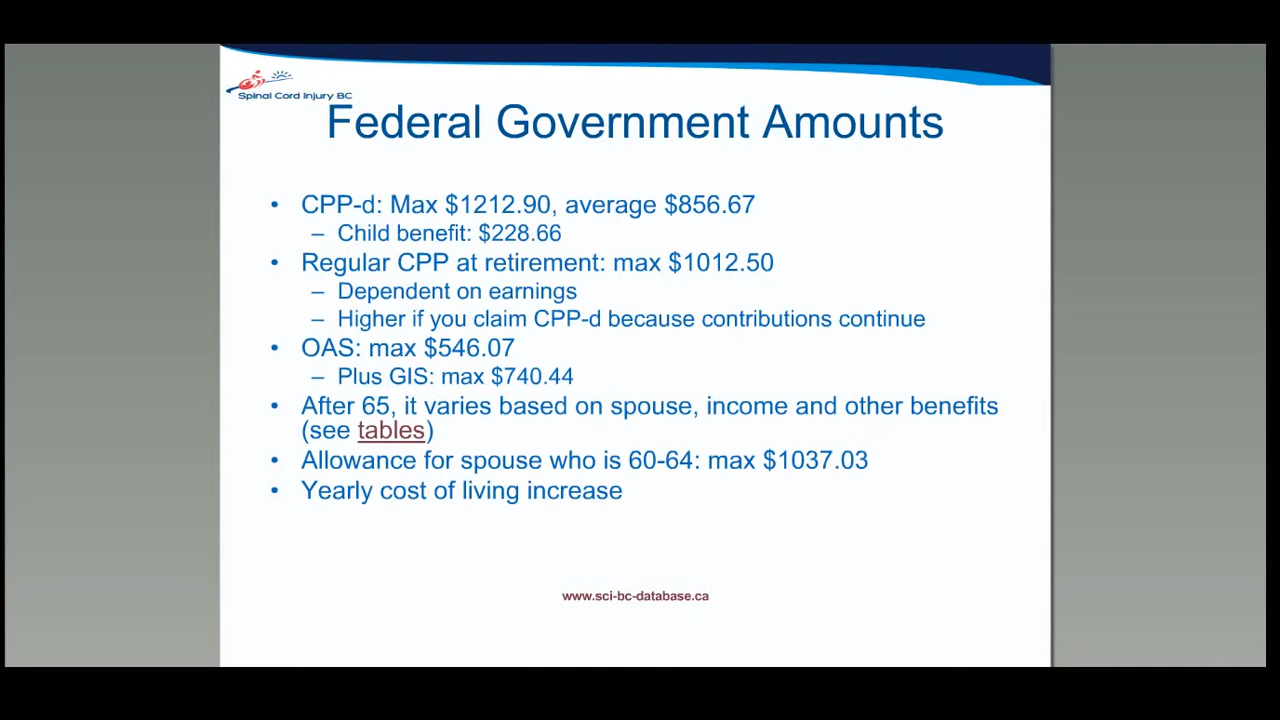 Spinal Cord Injury BC
Federal Government Amounts
• CPP-d: Max $1212.90, average $856.67
– Child benefit: $228.66
• Regular CPP at retirement: max $1012.50
– Dependent on earnings
– Higher if you claim CPP-d because contributions continue
• OAS: max $546.07
– Plus GIS: max $740.44
• After 65, it varies based on spouse, income and other benefits
(see tables)
• Allowance for spouse who is 60-64: max $1037.03
• Yearly cost of living increase
www.sci-bc-database.ca